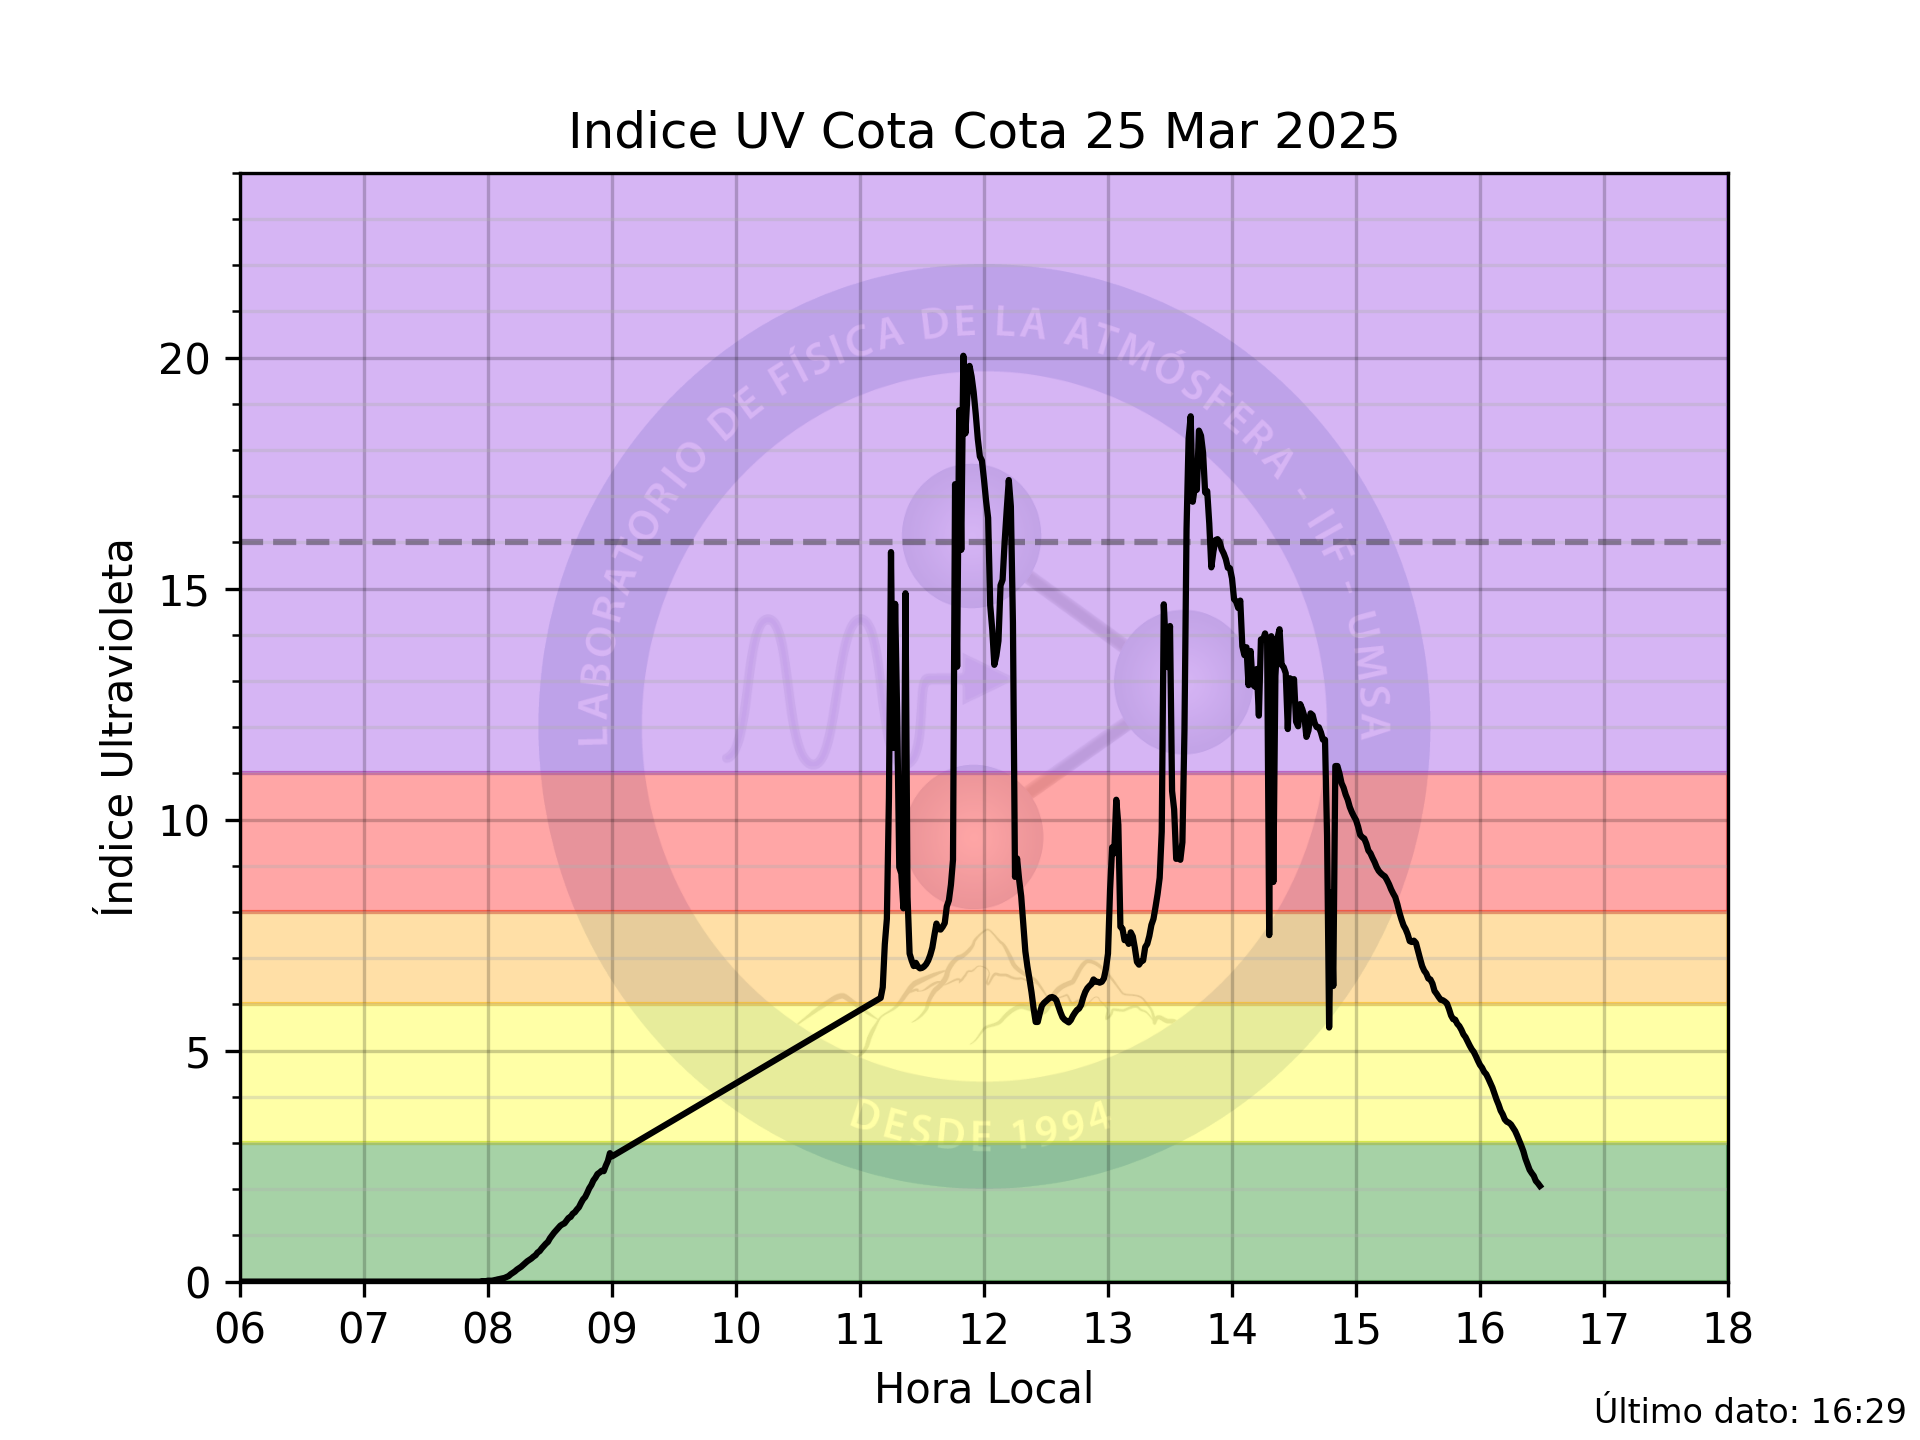 Indice UV Cota Cota 25 Mar 2025
Índice Ultravioleta
20
15
10
5
0
LABORATORIO DE FÍSICA DE LA ATMÓSFERA - IIF - UMSA
DESDE 1994
06 07 08 09 10 11 12 13 14 15 16 17 18
Hora Local
Último dato: 16:29